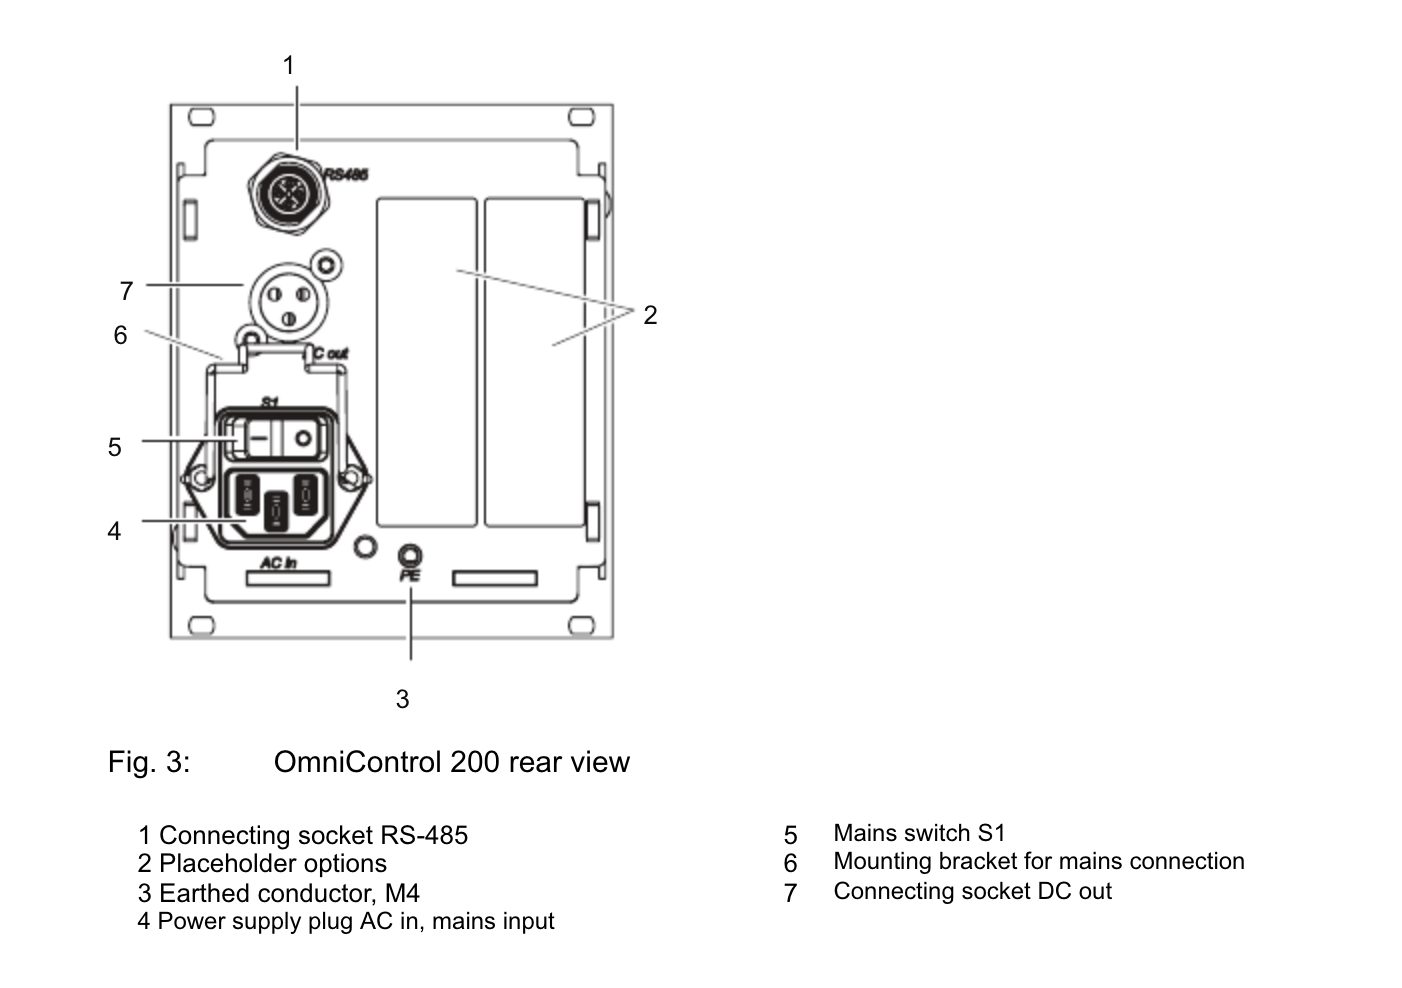 1
RS485
7
2
6
C out
S1
5
4
AC in
PE
3
Fig. 3: OmniControl 200 rear view
1 Connecting socket RS-485
2 Placeholder options
3 Earthed conductor, M4
4 Power supply plug AC in, mains input
5 Mains switch S1
6 Mounting bracket for mains connection
7 Connecting socket DC out